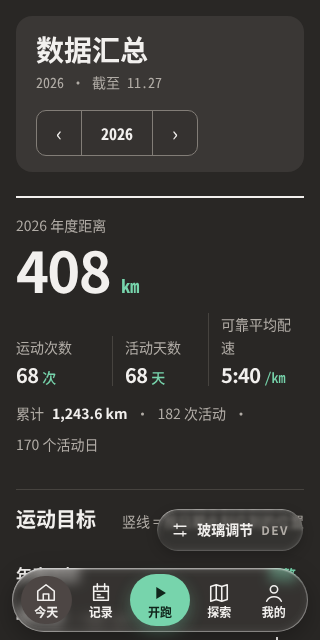 数据汇总
2026 • 截至 11.27
‹ 2026 ›
2026 年度距离
408 km
运动次数
68 次
活动天数
68 天
可靠平均配
速
5:40 /km
累计 1,243.6 km • 182 次活动 •
170 个活动日
运动目标 竖线 =
玻璃调节 DEV
今天
记录
开跑
探索
我的